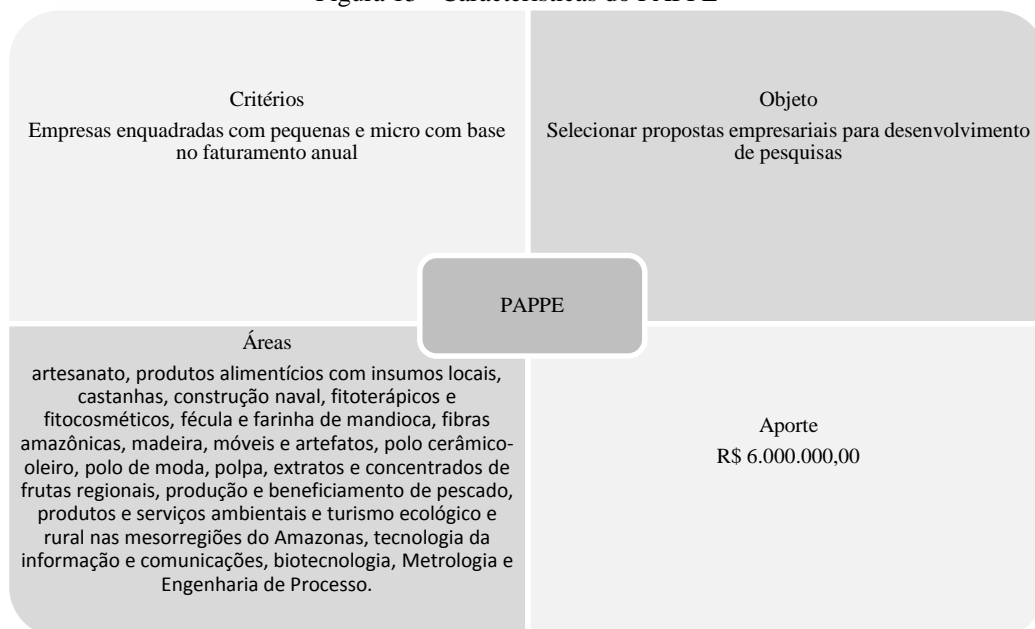 Critérios
Empresas enquadradas com pequenas e micro com base
no faturamento anual
Objeto
Selecionar propostas empresariais para desenvolvimento
de pesquisas
PAPPE
Áreas
artesanato, produtos alimentícios com insumos locais,
castanhas, construção naval, fitoterápicos e
fitocosméticos, fécula e farinha de mandioca, fibras
amazônicas, madeira, móveis e artefatos, polo cerâmico-
oleiro, polo de moda, polpa, extratos e concentrados de
frutas regionais, produção e beneficiamento de pescado,
produtos e serviços ambientais e turismo ecológico e
rural nas mesorregiões do Amazonas, tecnologia da
informação e comunicações, biotecnologia, Metrologia e
Engenharia de Processo.
Aporte
R$ 6.000.000,00